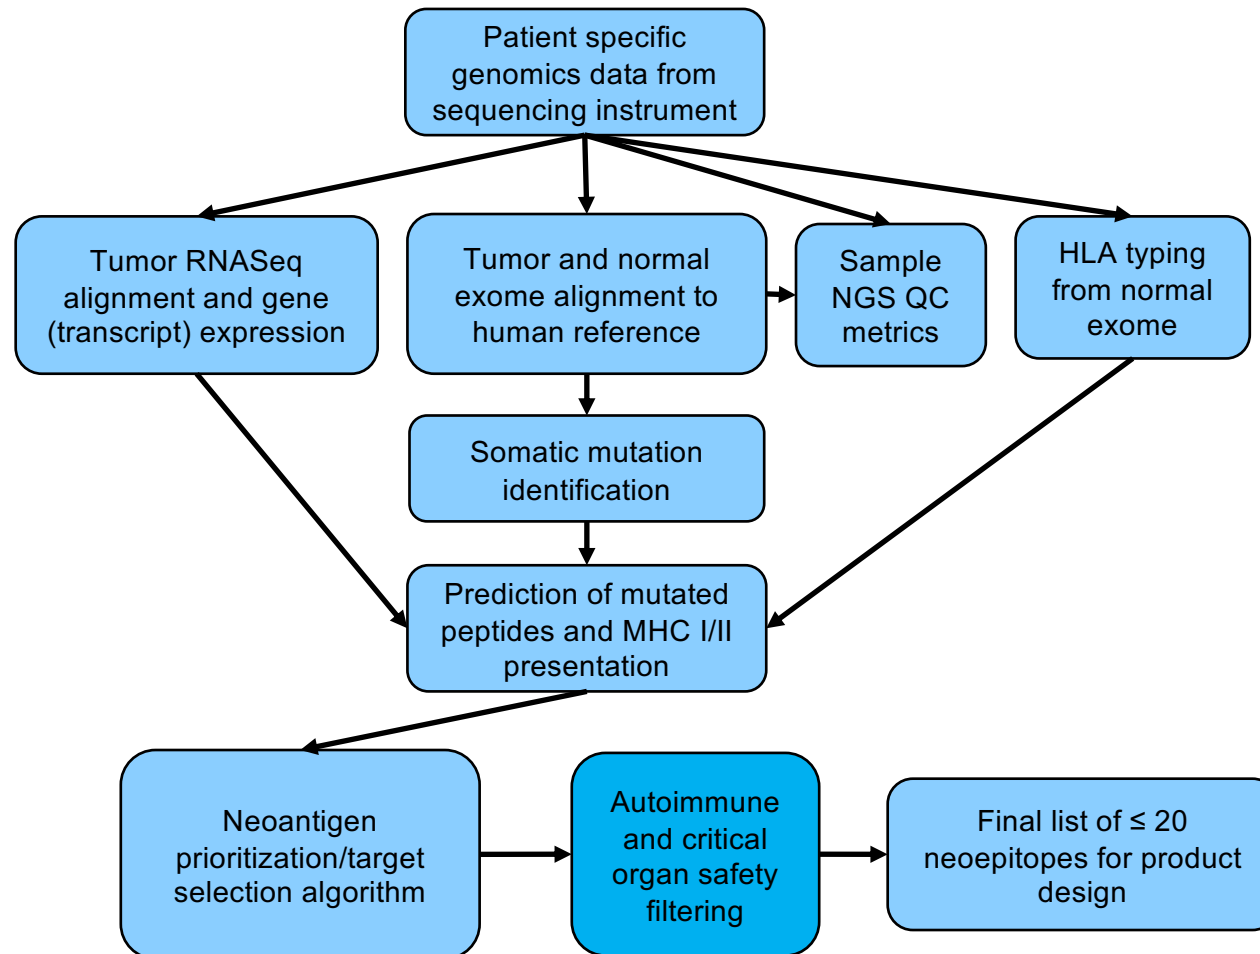 Patient specific
genomics data from
sequencing instrument
Tumor RNASeq
alignment and gene
(transcript) expression
Tumor and normal
exome alignment to
human reference
Sample
NGS QC
metrics
HLA typing
from normal
exome
Somatic mutation
identification
Prediction of mutated
peptides and MHC I/II
presentation
Neoantigen
prioritization/target
selection algorithm
Autoimmune
and critical
organ safety
filtering
Final list of ≤ 20
neoepitopes for product
design